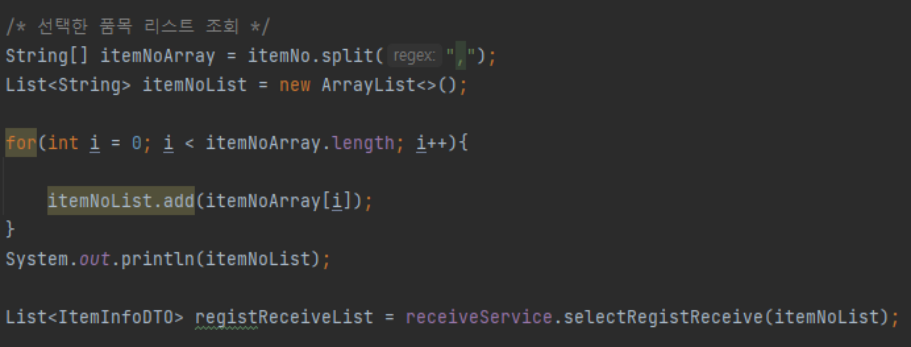 /* 선택한 품목 리스트 조회 */
String[] itemNoArray = itemNo.split( regex: ",");
List<String> itemNoList = new ArrayList<>();
for(int i = 0; i < itemNoArray.length; i++){
itemNoList.add(itemNoArray[i]);
}
System.out.println(itemNoList);
List<ItemInfoDTO> registReceiveList = receiveService.selectRegistReceive(itemNoList);